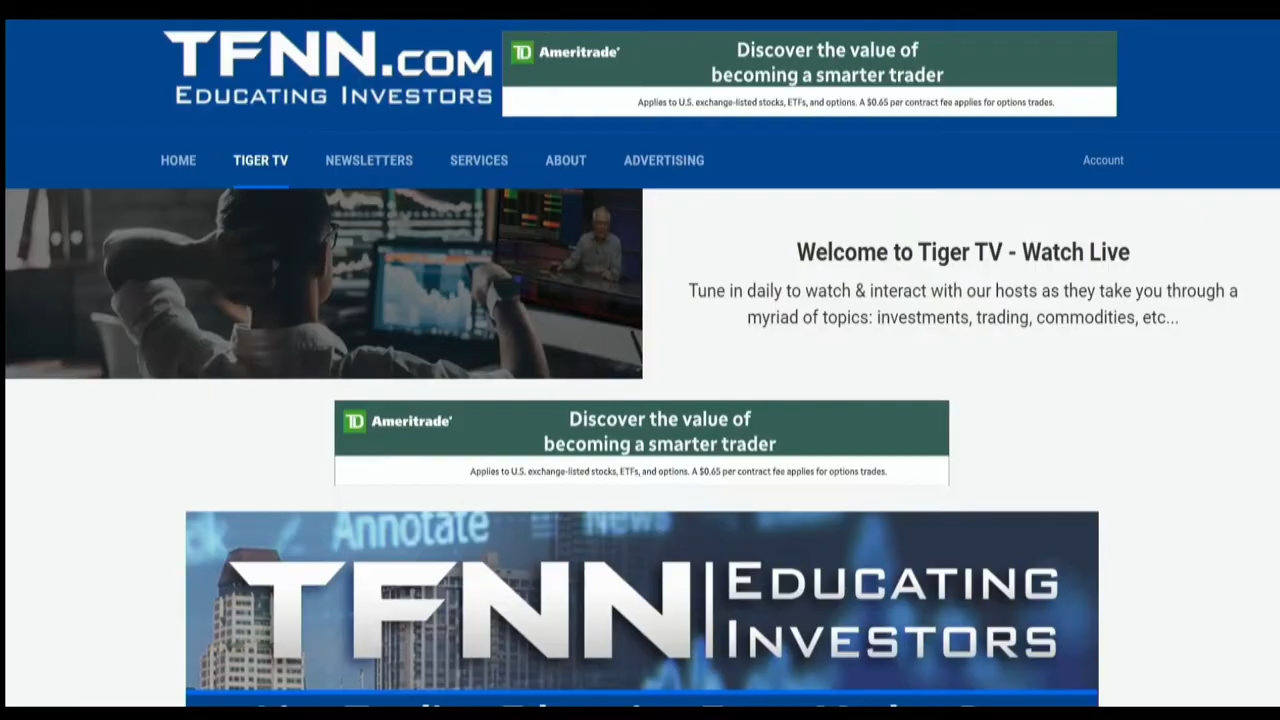 TFNN.COM
EDUCATING INVESTORS
TD Ameritrade
Discover the value of
becoming a smarter trader
Applies to U.S. exchange-listed stocks, ETFs, and options. A $0.65 per contract fee applies for options trades.
HOME TIGER TV NEWSLETTERS SERVICES ABOUT ADVERTISING Account
Welcome to Tiger TV - Watch Live
Tune in daily to watch & interact with our hosts as they take you through a
myriad of topics: investments, trading, commodities, etc...
TD Ameritrade
Discover the value of
becoming a smarter trader
Applies to U.S. exchange-listed stocks, ETFs, and options. A $0.65 per contract fee applies for options trades.
Annotate News
TFNN EDUCATING
INVESTORS